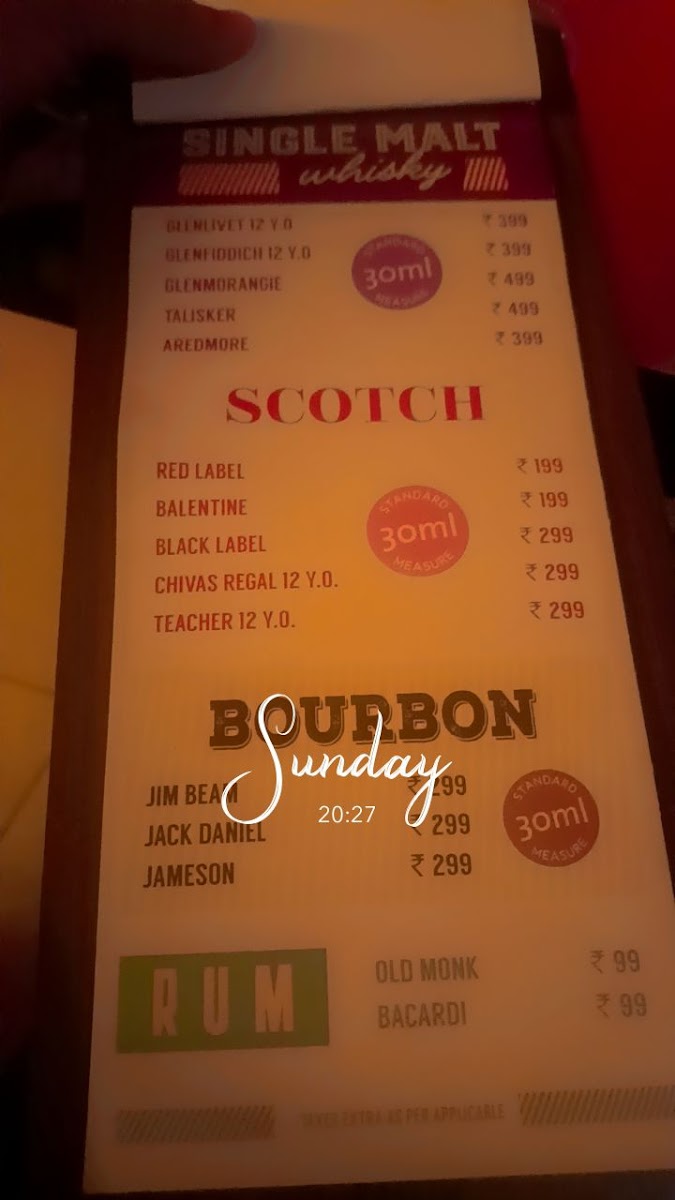 SINGLE MALT
whisky
GLENLIVET 12 Y.O ₹ 399
GLENFIDDICH 12 Y.O ₹ 399
GLENMORANGIE ₹ 499
TALISKER ₹ 499
AREDMORE ₹ 399
STANDARD
30ml
MEASURE
SCOTCH
RED LABEL ₹ 199
BALENTINE ₹ 199
BLACK LABEL ₹ 299
CHIVAS REGAL 12 Y.O. ₹ 299
TEACHER 12 Y.O. ₹ 299
STANDARD
30ml
MEASURE
BOURBON
Sunday
20:27
JIM BEAM ₹ 299
JACK DANIEL ₹ 299
JAMESON ₹ 299
STANDARD
30ml
MEASURE
RUM
OLD MONK ₹ 99
BACARDI ₹ 99
TAXES EXTRA AS PER APPLICABLE